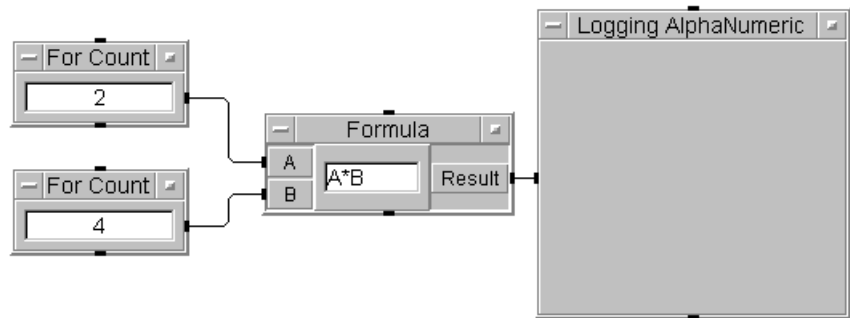 For Count
2
For Count
4
Formula
A
B
A*B
Result
Logging AlphaNumeric